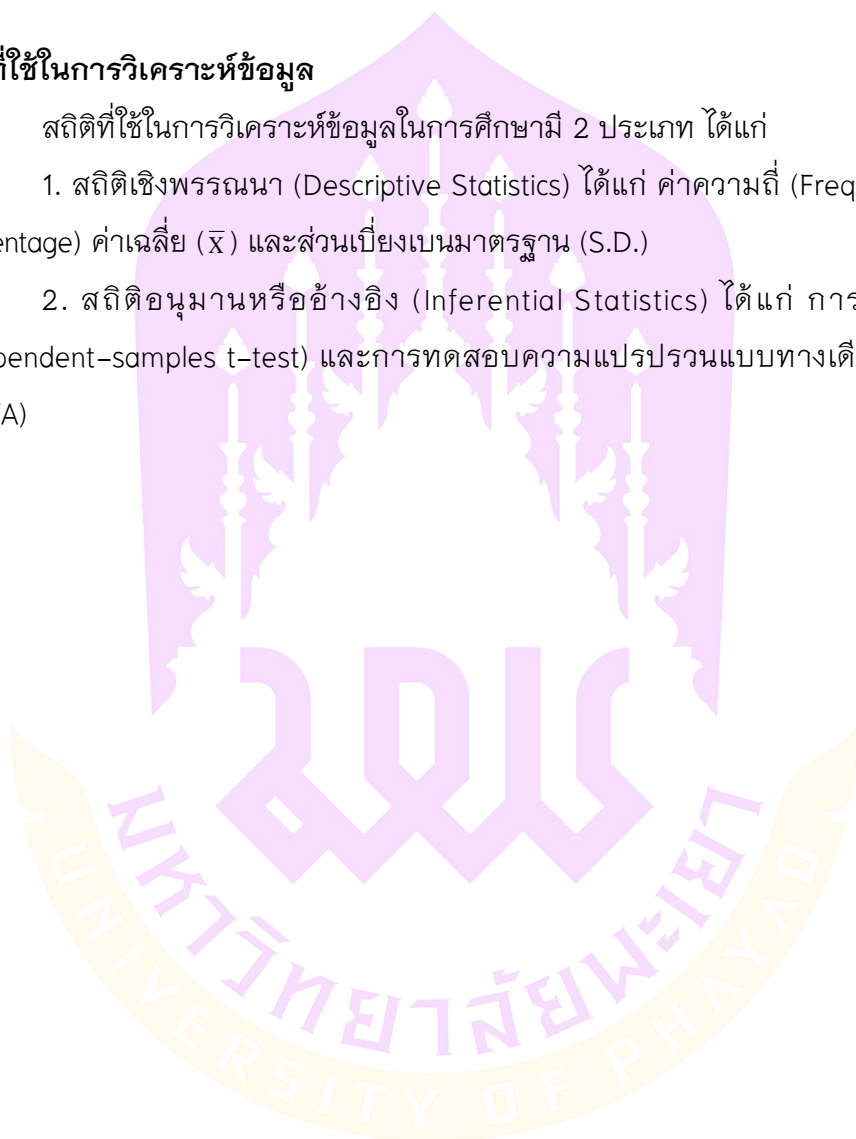 ที่ใช้ในการวิเคราะห์ข้อมูล
สถิติที่ใช้ในการวิเคราะห์ข้อมูลในการศึกษามี 2 ประเภท ได้แก่
1. สถิติเชิงพรรณนา (Descriptive Statistics) ได้แก่ ค่าความถี่ (Freq
entage) ค่าเฉลี่ย (x̅) และส่วนเบี่ยงเบนมาตรฐาน (S.D.)
2. สถิติอนุมานหรืออ้างอิง (Inferential Statistics) ได้แก่ การ
pendent-samples t-test) และการทดสอบความแปรปรวนแบบทางเดี
A)
มหาวิทยาลัยพะเยา
UNIVERSITY OF PHAYAO